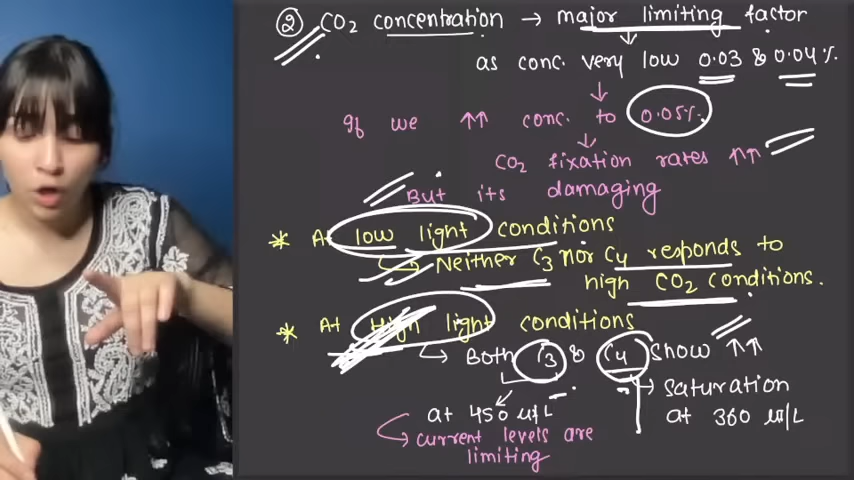 ② CO2 concentration → major limiting factor
as conc. very low 0.03 & 0.04 %.
If we ↑↑ conc. to 0.05%.
CO2 fixation rates ↑↑
But its damaging
* At low light conditions
Neither C3 nor C4 responds to
high CO2 conditions.
* At High light conditions
Both C3 & C4 show ↑↑
saturation
at 450 ul/L at 360 ul/L
current levels are
limiting